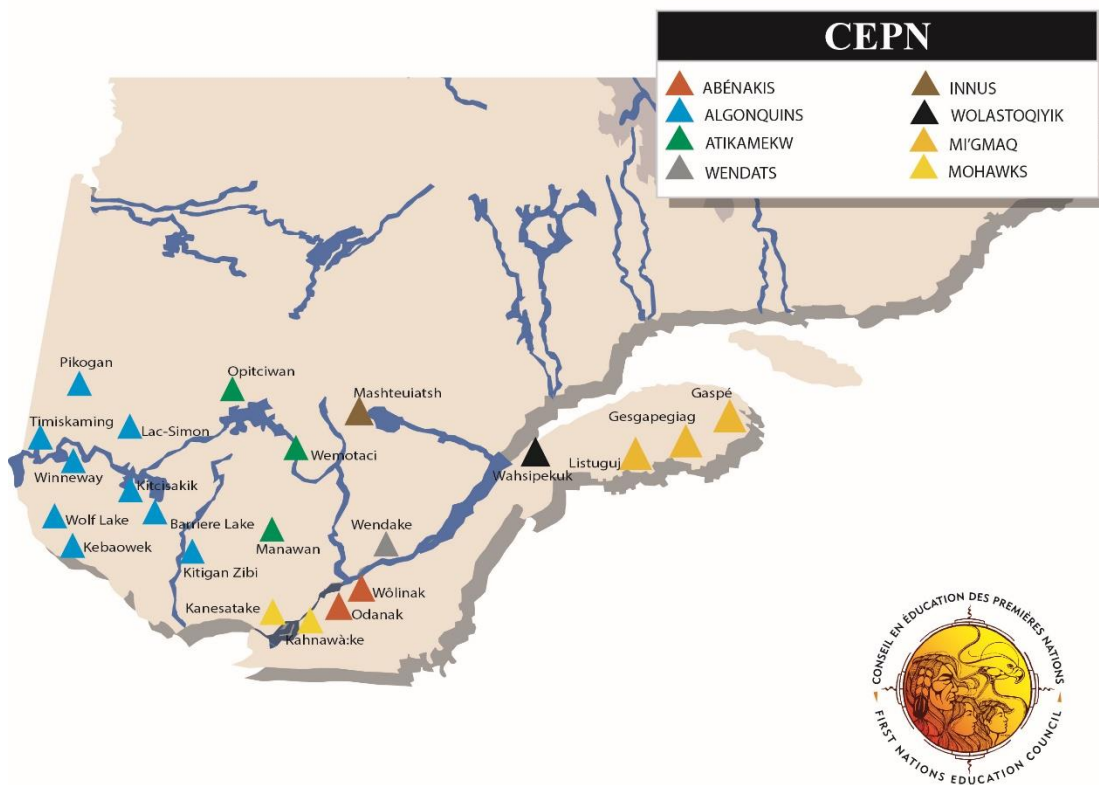 CEPN
ABÉNAKIS
ALGONQUINS
ATIKAMEKW
WENDATS
INNUS
WOLASTOQIYIK
MI'GMAQ
MOHAWKS
Pikogan
Opitciwan
Mashteuiatsh
Gaspé
Timiskaming
Lac-Simon
Gesgapegiag
Wemotaci
Winneway
Listuguj
Wahsipekuk
Kitcisakik
Wolf Lake
Barriere Lake
Wendake
Kebaowek
Manawan
Kitigan Zibi
Wôlinak
Kanesatake
Odanak
Kahnawà:ke
CONSEIL EN ÉDUCATION DES PREMIÈRES NATIONS
FIRST NATIONS EDUCATION COUNCIL